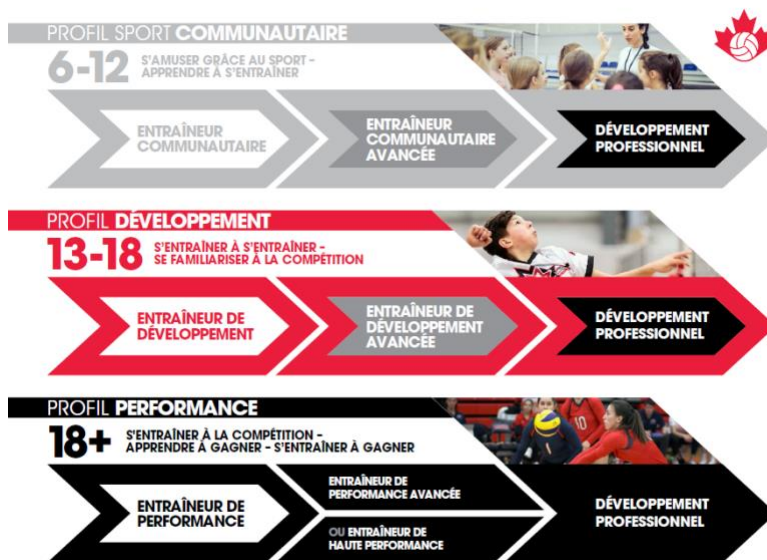 PROFIL SPORT COMMUNAUTAIRE
6-12
S'AMUSER GRÂCE AU SPORT –
APPRENDRE À S'ENTRAÎNER
ENTRAÎNEUR
COMMUNAUTAIRE
ENTRAÎNEUR
COMMUNAUTAIRE
AVANCÉE
DÉVELOPPEMENT
PROFESSIONNEL
PROFIL DÉVELOPPEMENT
13-18
S'ENTRAÎNER À S'ENTRAÎNER –
SE FAMILIARISER À LA COMPÉTITION
ENTRAÎNEUR DE
DÉVELOPPEMENT
ENTRAÎNEUR DE
DÉVELOPPEMENT
AVANCÉE
DÉVELOPPEMENT
PROFESSIONNEL
PROFIL PERFORMANCE
18+
S'ENTRAÎNER À LA COMPÉTITION –
APPRENDRE À GAGNER – S'ENTRAÎNER À GAGNER
10
1
ENTRAÎNEUR DE
PERFORMANCE
ENTRAÎNEUR DE
PERFORMANCE AVANCÉE
OU ENTRAÎNEUR DE
HAUTE PERFORMANCE
DÉVELOPPEMENT
PROFESSIONNEL